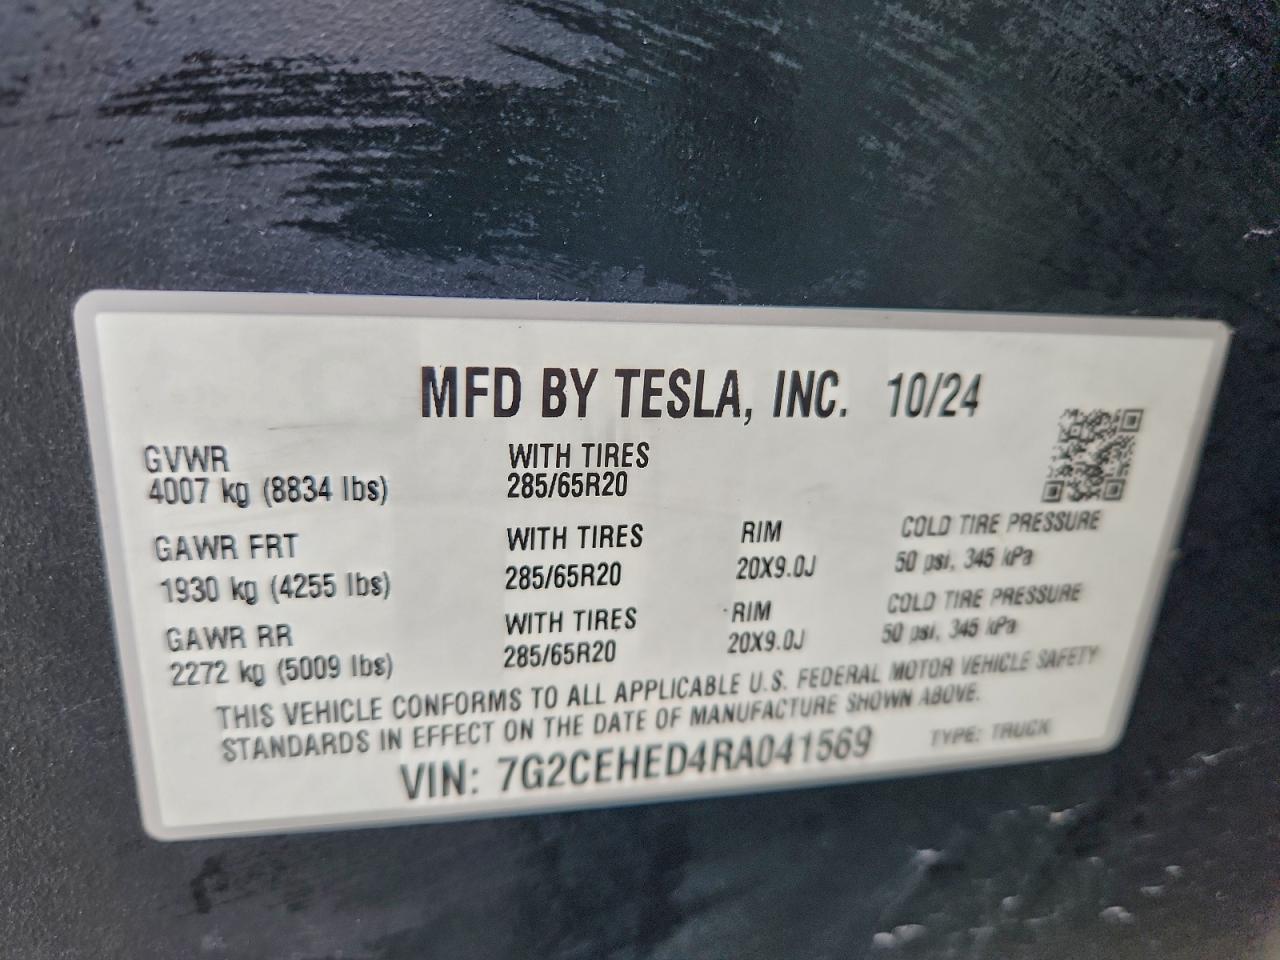 MFD BY TESLA, INC. 10/24
GVWR WITH TIRES
4007 kg (8834 lbs) 285/65R20
GAWR FRT WITH TIRES RIM COLD TIRE PRESSURE
1930 kg (4255 lbs) 285/65R20 20X9.0J 50 psi, 345 kPa
GAWR RR WITH TIRES RIM COLD TIRE PRESSURE
2272 kg (5009 lbs) 285/65R20 20X9.0J 50 psi, 345 kPa
THIS VEHICLE CONFORMS TO ALL APPLICABLE U.S. FEDERAL MOTOR VEHICLE SAFETY
STANDARDS IN EFFECT ON THE DATE OF MANUFACTURE SHOWN ABOVE.
VIN: 7G2CEHED4RA041569 TYPE: TRUCK